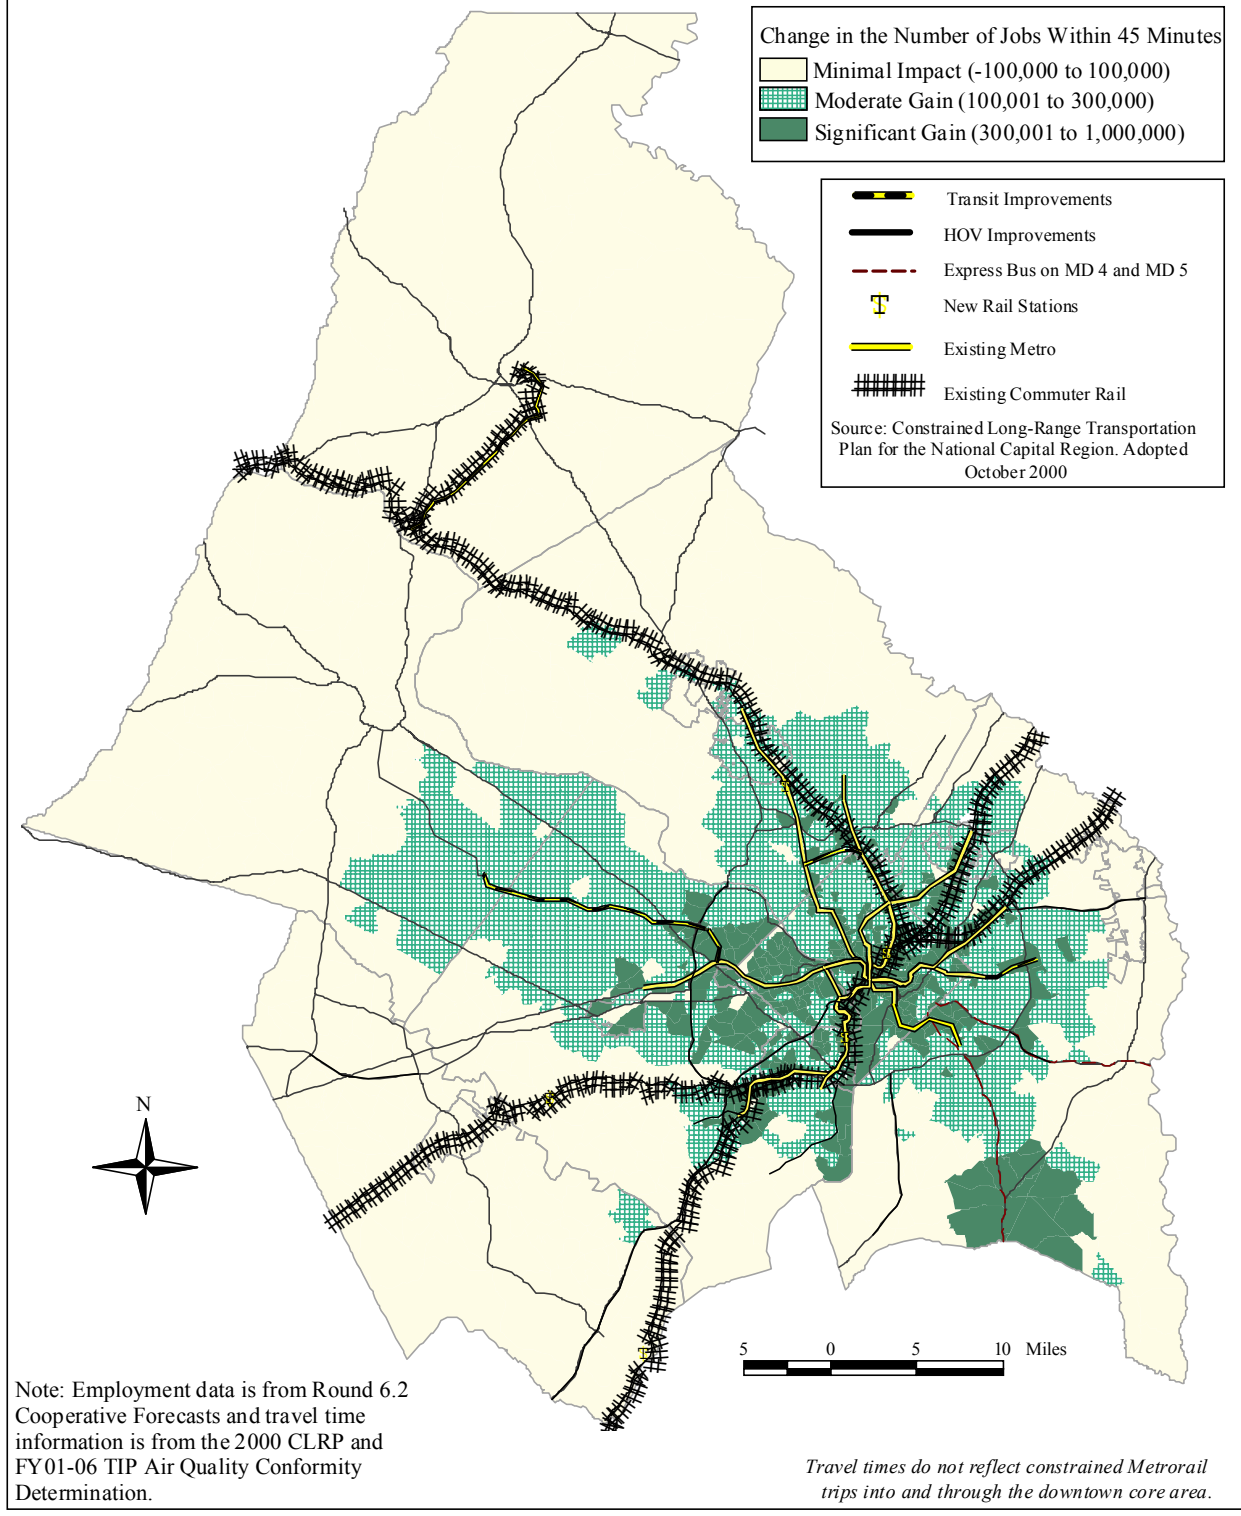 Change in the Number of Jobs Within 45 Minutes
Minimal Impact (-100,000 to 100,000)
Moderate Gain (100,001 to 300,000)
Significant Gain (300,001 to 1,000,000)
Transit Improvements
HOV Improvements
Express Bus on MD 4 and MD 5
T
New Rail Stations
Existing Metro
Existing Commuter Rail
Source: Constrained Long-Range Transportation
Plan for the National Capital Region. Adopted
October 2000
N
5 0 5 10 Miles
Note: Employment data is from Round 6.2
Cooperative Forecasts and travel time
information is from the 2000 CLRP and
FY01-06 TIP Air Quality Conformity
Determination.
Travel times do not reflect constrained Metrorail
trips into and through the downtown core area.